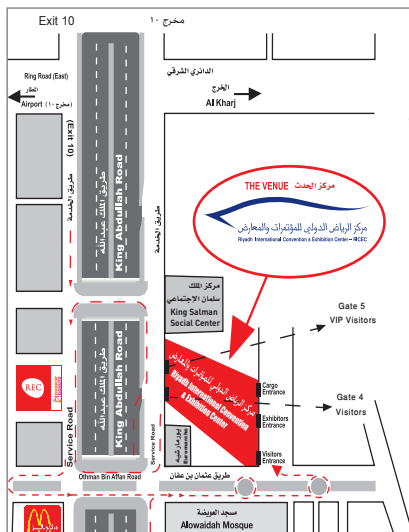 Exit 10
مخرج ١٠
Ring Road (East)
الدائري الشرقي
المطار
Airport (مخرج ١٠)
الخرج
Al Kharj
(Exit 10)
طريق الخدمة
طريق الملك عبدالله
King Abdullah Road
طريق الخدمة
THE VENUE مركز الحدث
مركز الرياض الدولي للمؤتمرات والمعارض
Riyadh International Convention & Exhibition Center – RICEC
مركز الملك
سلمان الإجتماعي
King Salman
Social Center
Gate 5
VIP Visitors
مركز الرياض الدولي للمؤتمرات والمعارض
Riyadh International Convention
& Exhibition Center
Cargo
Entrance
Gate 4
Visitors
Exhibitors
Entrance
Visitors
Entrance
REC
طريق الملك عبدالله
King Abdullah Road
Service Road
Service Road
يورمارشيه
Euromarche
Othman Bin Affan Road
طريق عثمان بن عفان
مسجد العويضة
Allowaidah Mosque